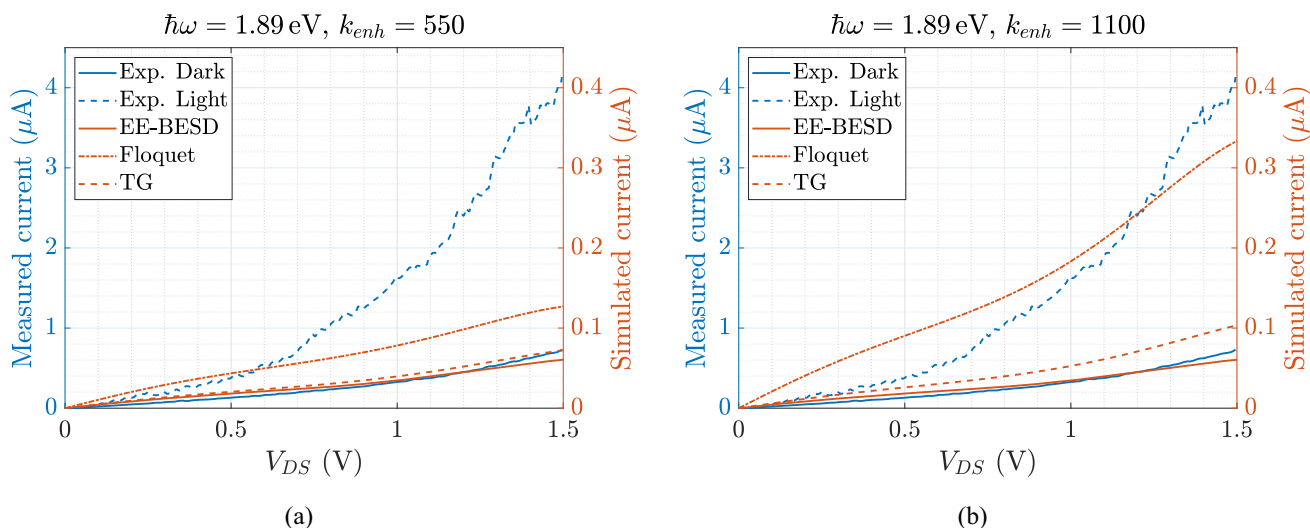 ℏω = 1.89 eV, k_enh = 550
Exp. Dark
Exp. Light
EE-BESD
Floquet
TG
Measured current (μA)
4
3
2
1
0
Simulated current (μA)
0.4
0.3
0.2
0.1
0
0
0.5
1
1.5
V_DS (V)
(a)
ℏω = 1.89 eV, k_enh = 1100
Exp. Dark
Exp. Light
EE-BESD
Floquet
TG
Measured current (μA)
4
3
2
1
0
Simulated current (μA)
0.4
0.3
0.2
0.1
0
0
0.5
1
1.5
V_DS (V)
(b)